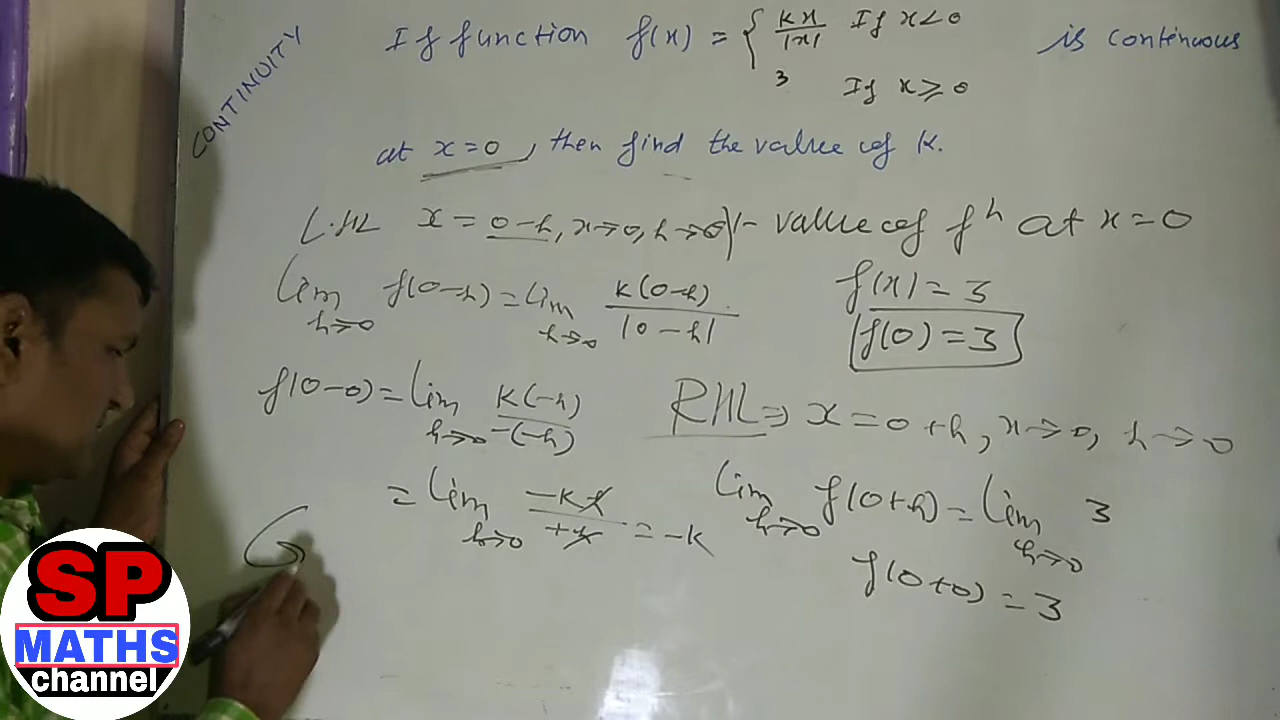 CONTINUITY
If function f(x) = { kx/|x| If x<0 is continuous
3 If x ≥ 0
at x=0, then find the value of k.
L.HL x = 0-h, x→0, h→0
value of fⁿ at x=0
lim h→0 f(0-h) = lim h→0 k(0-h)/|0-h|
f(x) = 3
f(0) = 3
f(0-0) = lim h→0 k(-h)/-(-h)
RHL ⇒ x = 0+h, x→0, h→0
= lim h→0 -kh/+h = -k
lim h→0 f(0+h) = lim h→0 3
f(0+0) = 3
SP
MATHS
channel